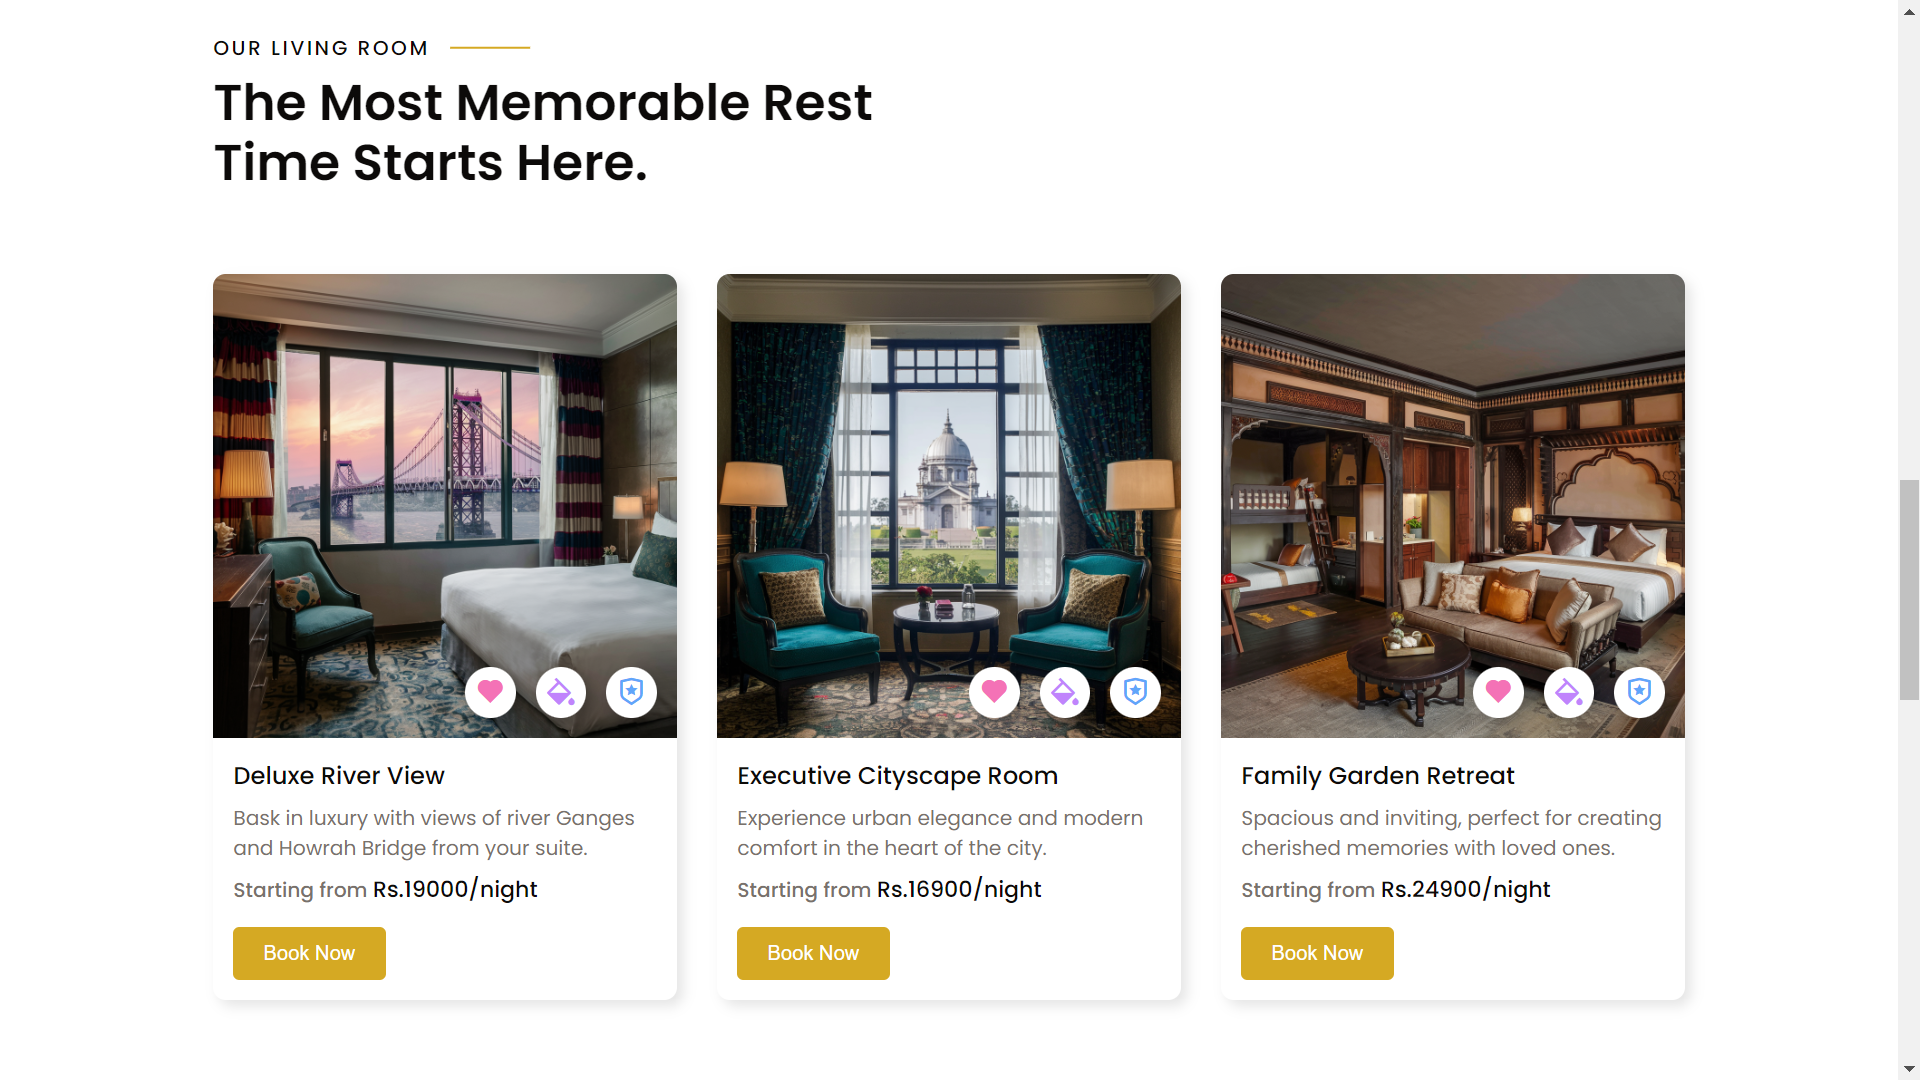 OUR LIVING ROOM
The Most Memorable Rest
Time Starts Here.
Deluxe River View
Bask in luxury with views of river Ganges
and Howrah Bridge from your suite.
Starting from Rs.19000/night
Book Now
Executive Cityscape Room
Experience urban elegance and modern
comfort in the heart of the city.
Starting from Rs.16900/night
Book Now
Family Garden Retreat
Spacious and inviting, perfect for creating
cherished memories with loved ones.
Starting from Rs.24900/night
Book Now